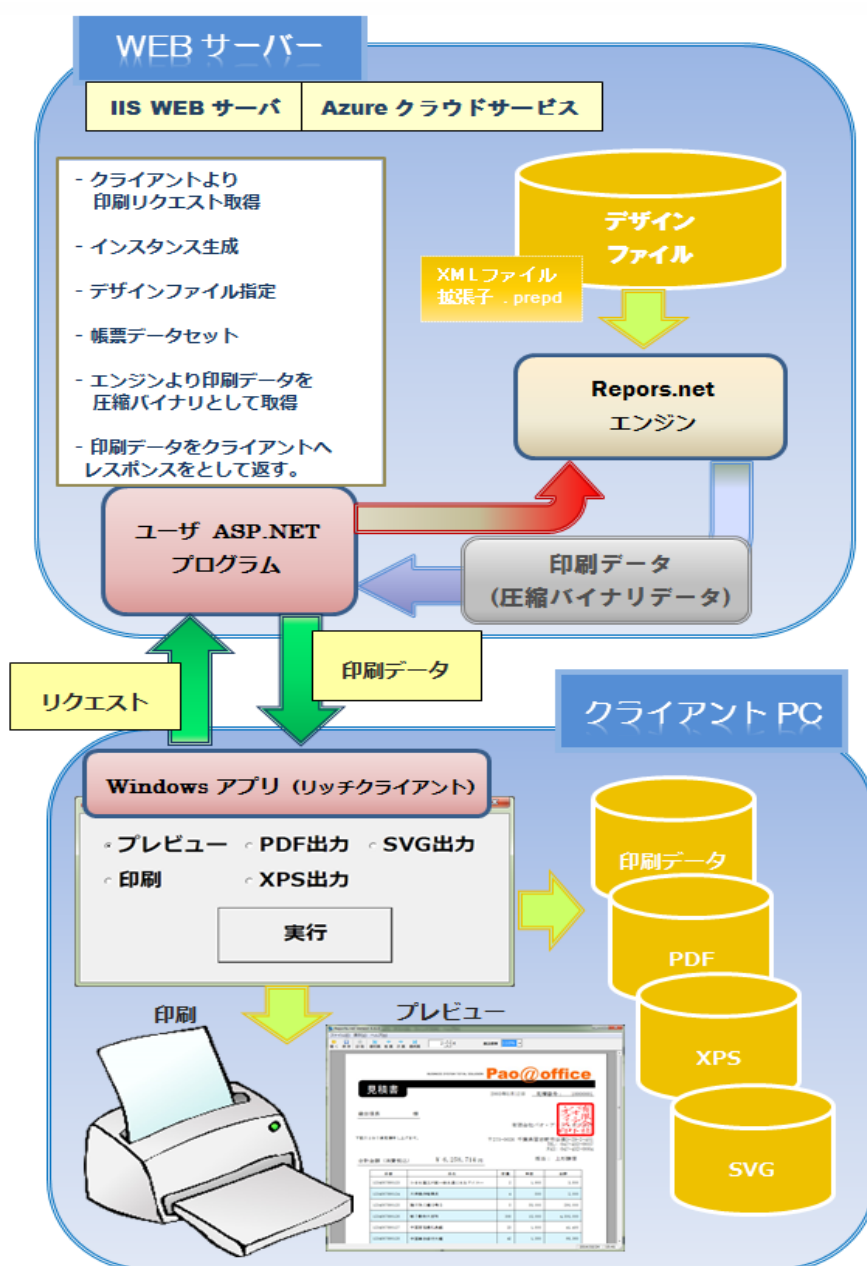 WEB サーバー
IIS WEB サーバ
Azure クラウドサービス
- クライアントより
印刷リクエスト取得
- インスタンス生成
- デザインファイル指定
- 帳票データセット
- エンジンより印刷データを
圧縮バイナリとして取得
- 印刷データをクライアントへ
レスポンスをとして返す。
デザイン
ファイル
XMLファイル
拡張子 . prepd
Repors.net
エンジン
ユーザ ASP.NET
プログラム
印刷データ
(圧縮バイナリデータ)
リクエスト
印刷データ
クライアント PC
Windows アプリ (リッチクライアント)
プレビュー
PDF出力
SVG出力
印刷
XPS出力
実行
印刷データ
PDF
XPS
SVG
印刷
プレビュー
Pao@office
見積書